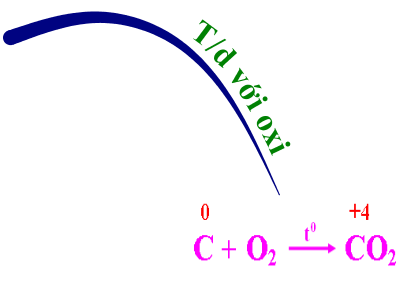 T/d với oxi
0 +4
C + O₂ t⁰→ CO₂